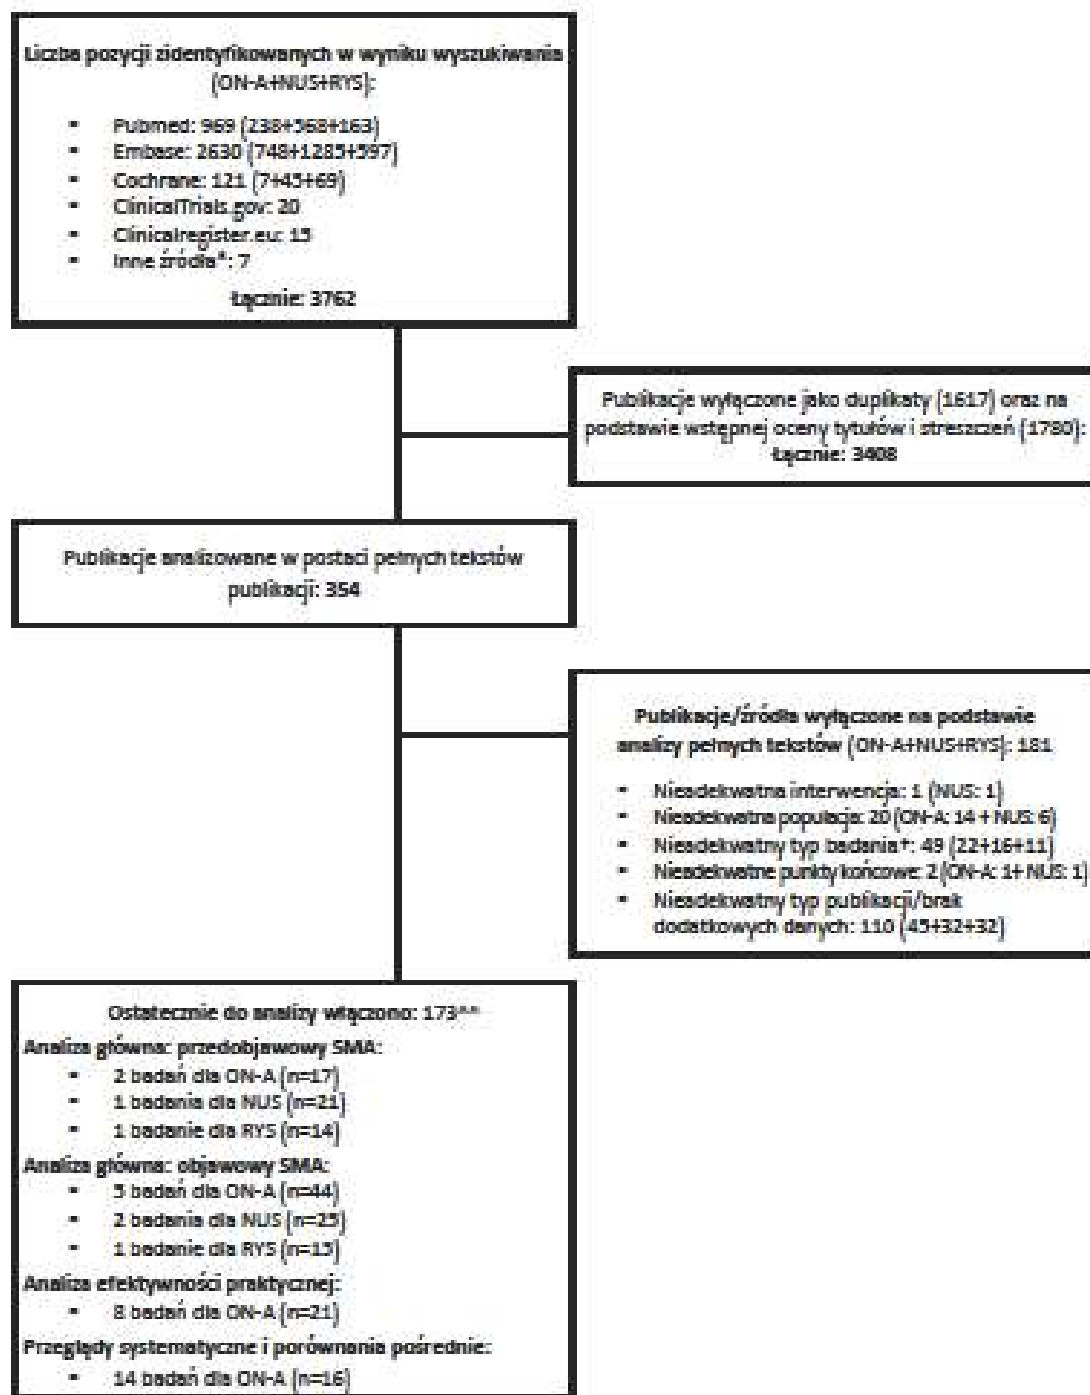 Liczba pozycji zidentyfikowanych w wyniku wyszukiwania
(ON-A+NUS+RYS):
- Pubmed: 969 (238+568+163)
- Embase: 2630 (748+1285+597)
- Cochrane: 121 (7+45+69)
- ClinicalTrials.gov: 20
- Clinicalregister.eu: 15
- Inne źródła*: 7
Łącznie: 3762
Publikacje wyłączone jako duplikaty (1617) oraz na
podstawie wstępnej oceny tytułów i streszczeń (1780):
Łącznie: 3408
Publikacje analizowane w postaci pełnych tekstów
publikacji: 354
Publikacje/źródła wyłączone na podstawie
analizy pełnych tekstów (ON-A+NUS+RYS): 181
- Nieadekwatna interwencja: 1 (NUS: 1)
- Nieadekwatna populacja: 20 (ON-A: 14 + NUS: 6)
- Nieadekwatny typ badania+: 49 (22+16+11)
- Nieadekwatne punkty końcowe: 2 (ON-A: 1+ NUS: 1)
- Nieadekwatny typ publikacji/brak
dodatkowych danych: 110 (45+32+32)
Ostatecznie do analizy włączono: 173^^
Analiza główna: przedobjawowy SMA:
- 2 badań dla ON-A (n=17)
- 1 badania dla NUS (n=21)
- 1 badanie dla RYS (n=14)
Analiza główna: objawowy SMA:
- 5 badań dla ON-A (n=44)
- 2 badania dla NUS (n=25)
- 1 badanie dla RYS (n=15)
Analiza efektywności praktycznej:
- 8 badań dla ON-A (n=21)
Przeglądy systematyczne i porównania pośrednie:
- 14 badań dla ON-A (n=16)